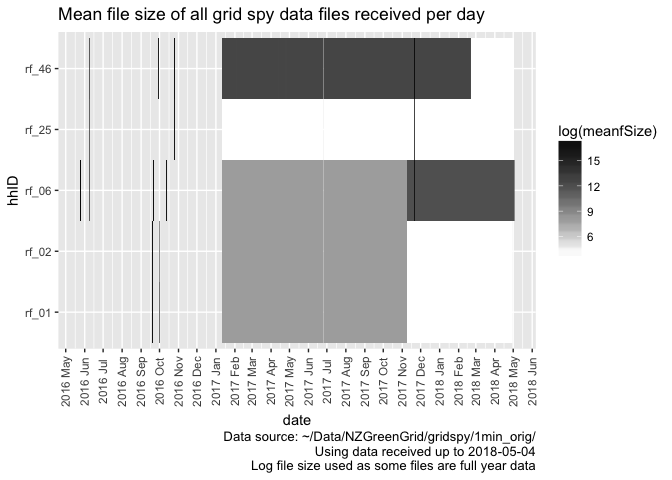 Mean file size of all grid spy data files received per day
hhID
rf_46
rf_25
rf_06
rf_02
rf_01
log(meanfSize)
15
12
9
6
2016 May
2016 Jun
2016 Jul
2016 Aug
2016 Sep
2016 Oct
2016 Nov
2016 Dec
2017 Jan
2017 Feb
2017 Mar
2017 Apr
2017 May
2017 Jun
2017 Jul
2017 Aug
2017 Sep
2017 Oct
2017 Nov
2017 Dec
2018 Jan
2018 Feb
2018 Mar
2018 Apr
2018 May
2018 Jun
date
Data source: ~/Data/NZGreenGrid/gridspy/1min_orig/
Using data received up to 2018-05-04
Log file size used as some files are full year data